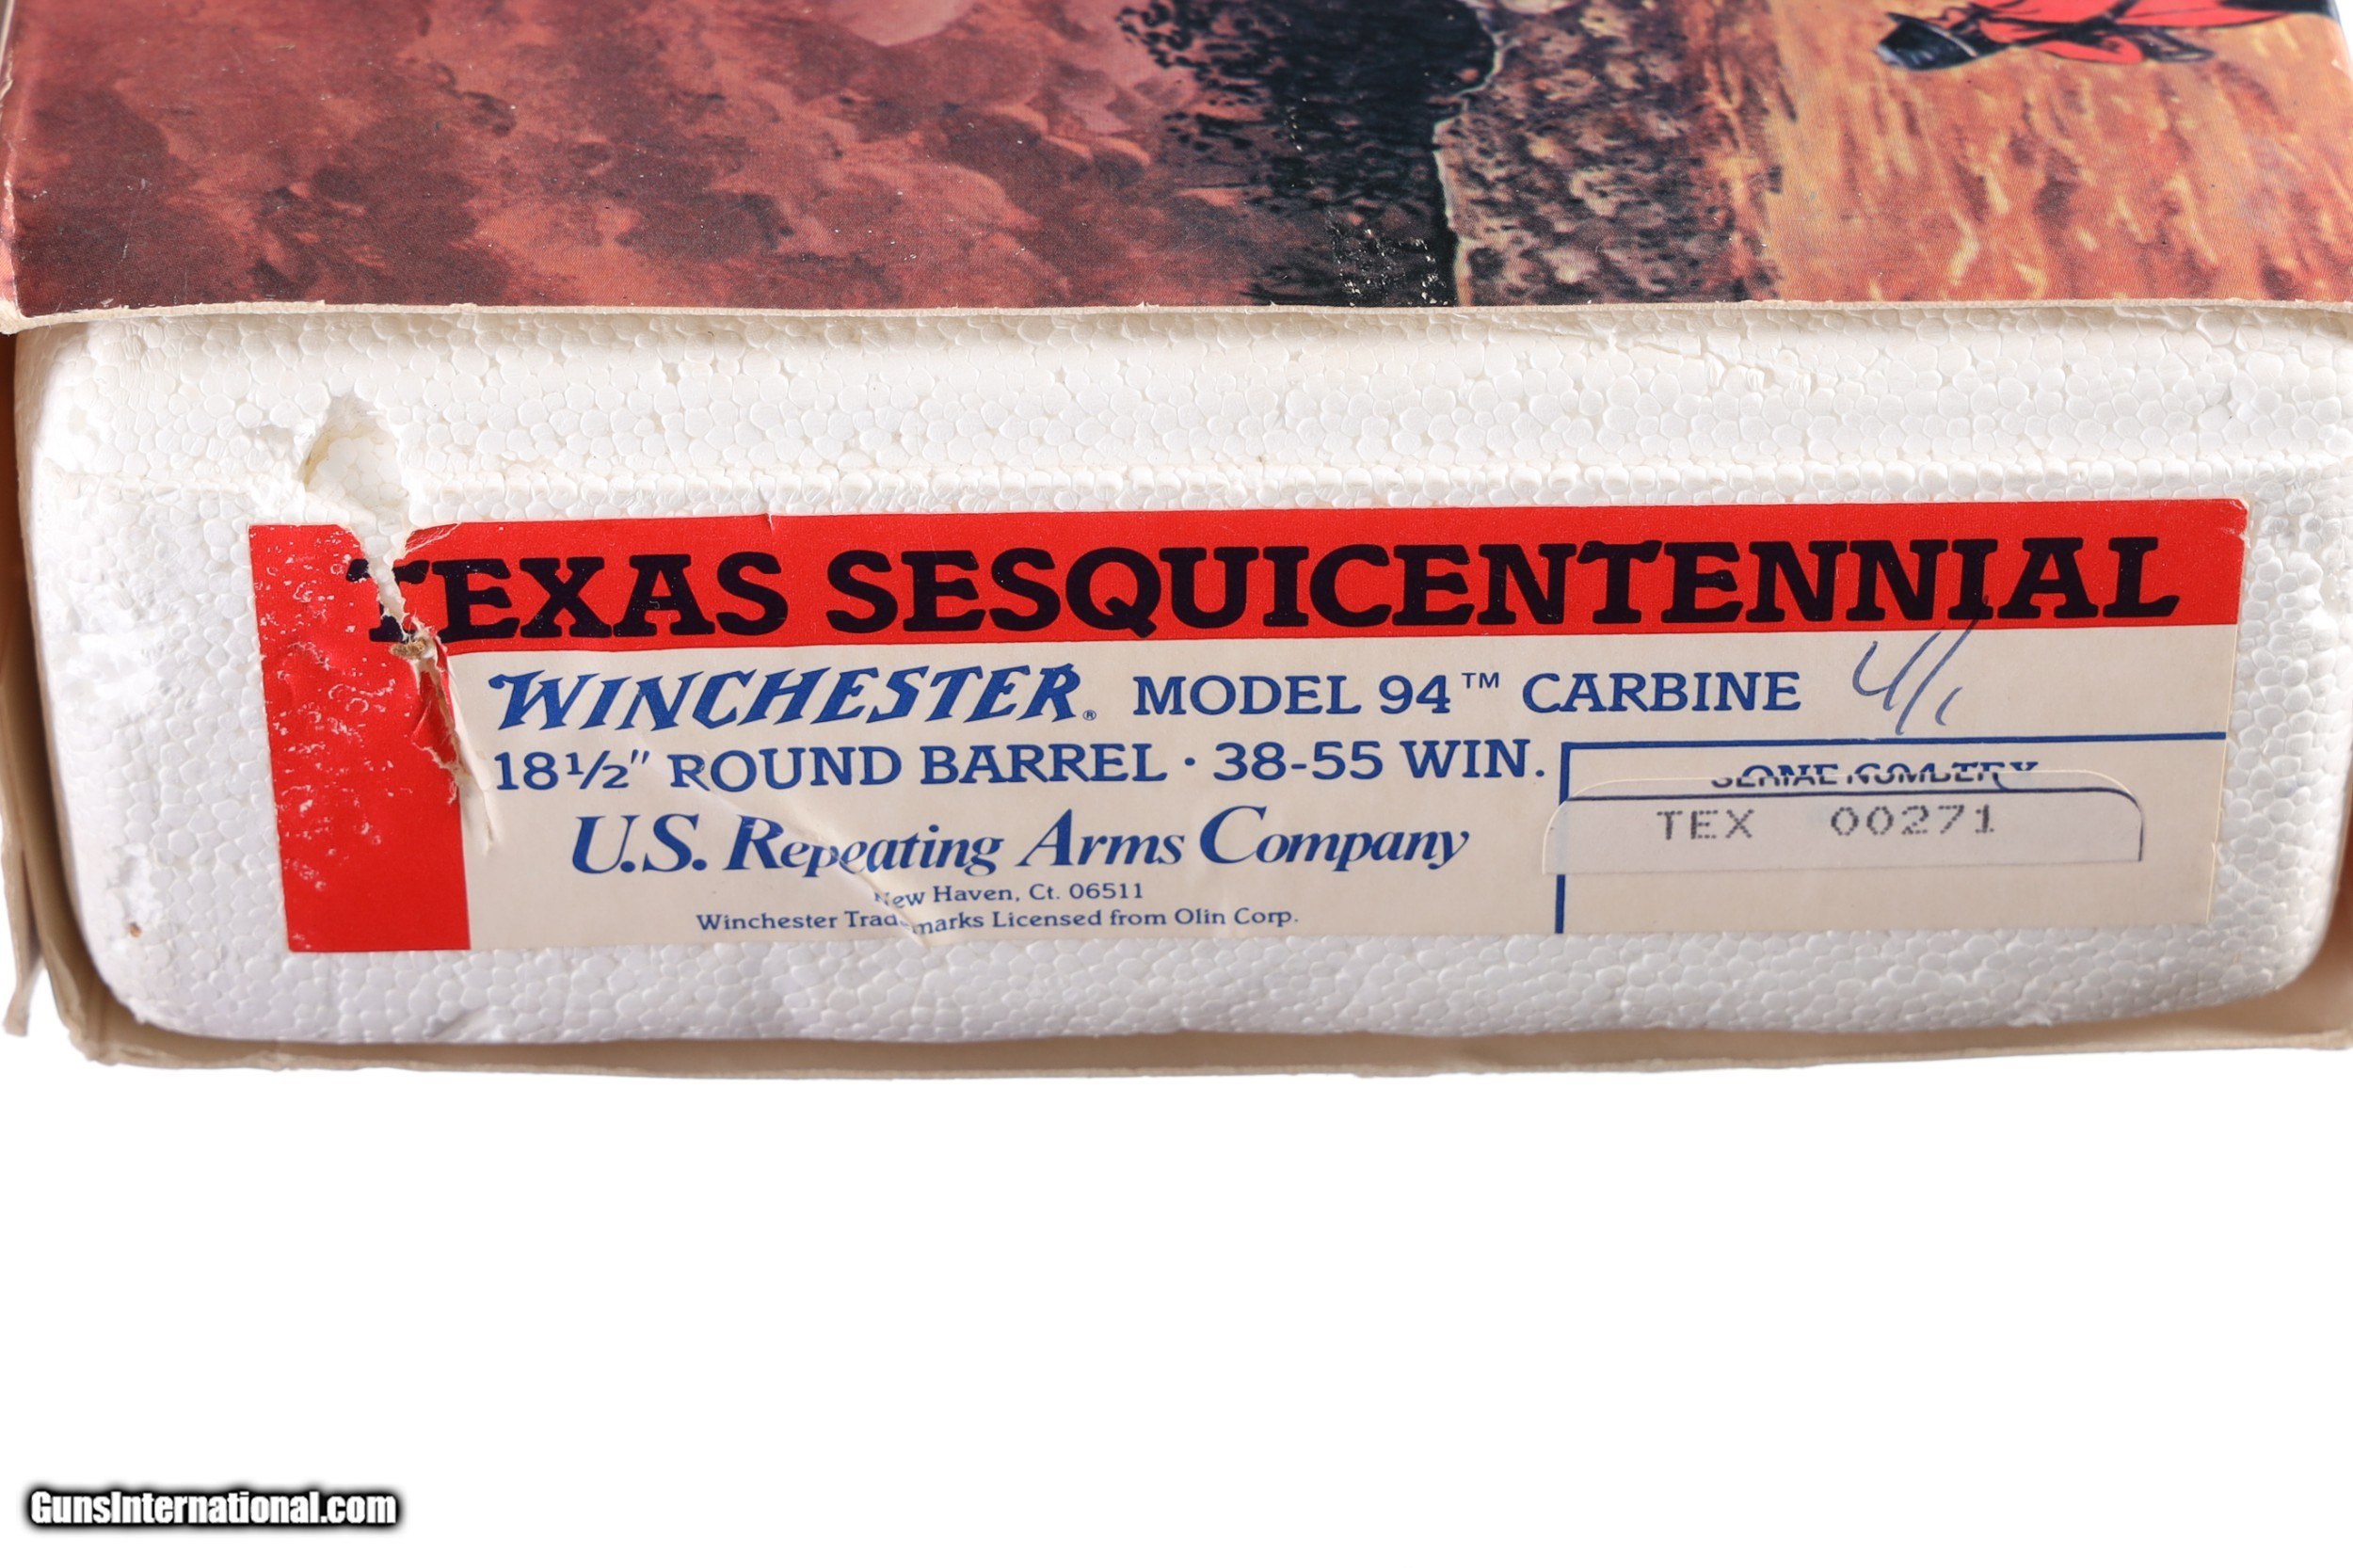 TEXAS SESQUICENTENNIAL
WINCHESTER® MODEL 94™ CARBINE
18½" ROUND BARREL · 38-55 WIN.
TEX 00271
U.S. Repeating Arms Company
New Haven, Ct. 06511
Winchester Trademarks Licensed from Olin Corp.
GunsInternational.com